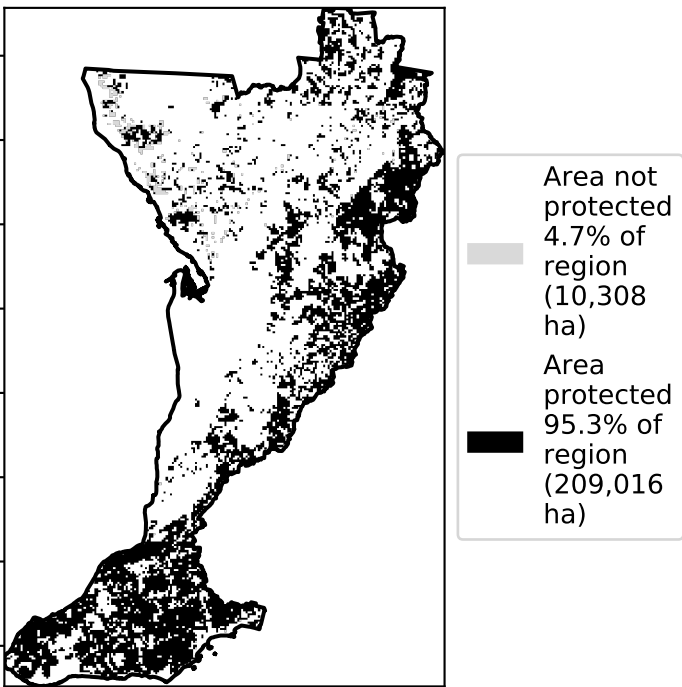 Area not
protected
4.7% of
region
(10,308
ha)
Area
protected
95.3% of
region
(209,016
ha)